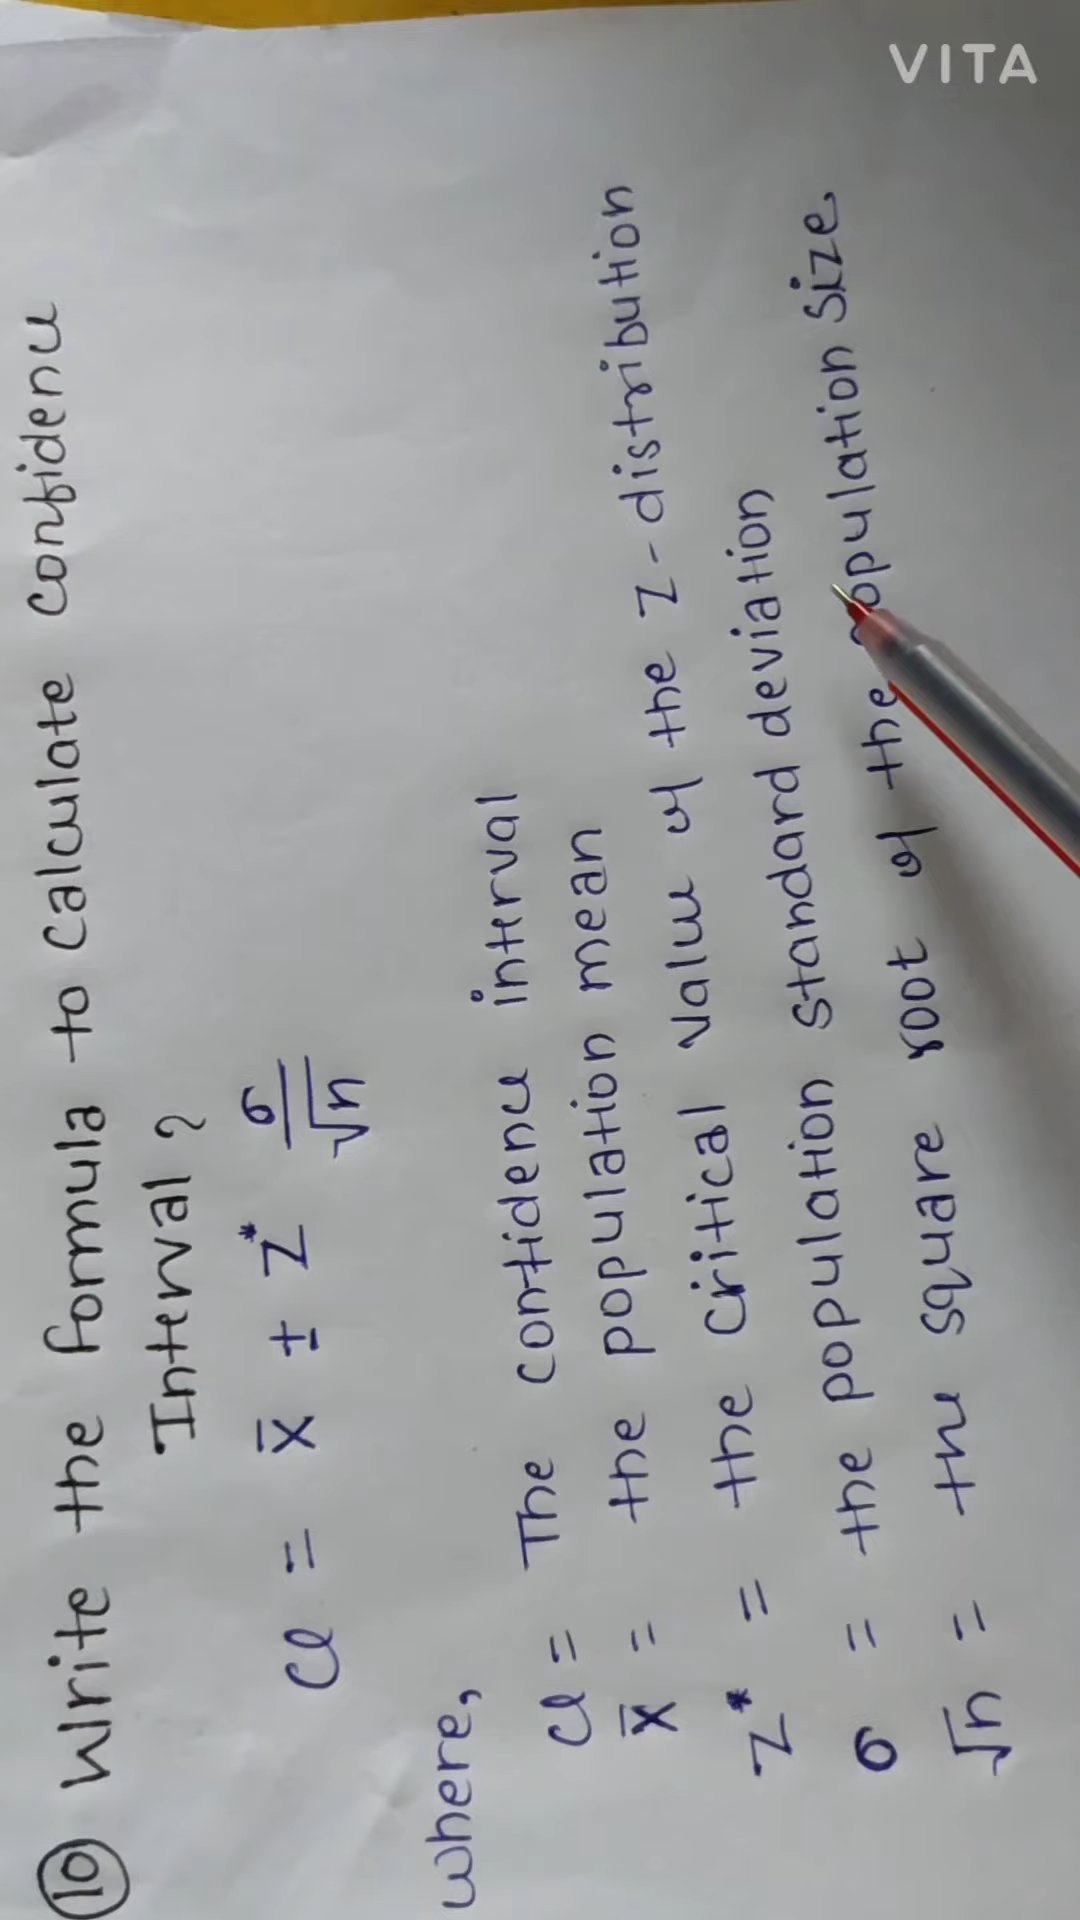 VITA
10 Write the formula to calculate confidence
Interval ?
CI = x̄ ± Z* σ/√n
where,
CI = The confidence interval
x̄ = the population mean
Z* = the critical value of the Z-distribution
σ = the population standard deviation
√n = the square root of the population size.